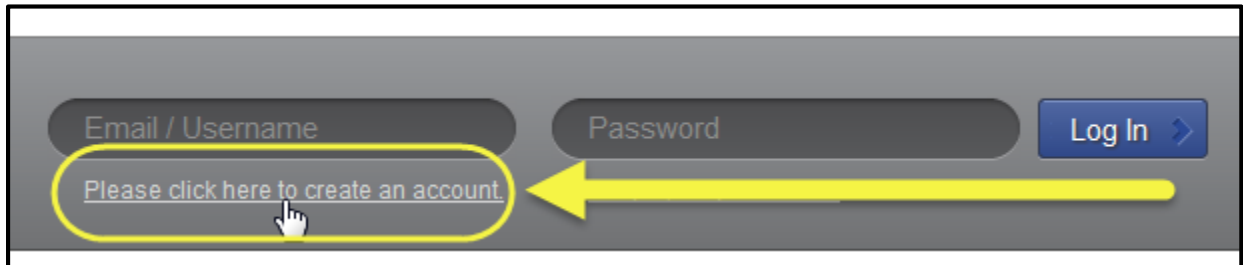 Email / Username
Password
Log In
Please click here to create an account.